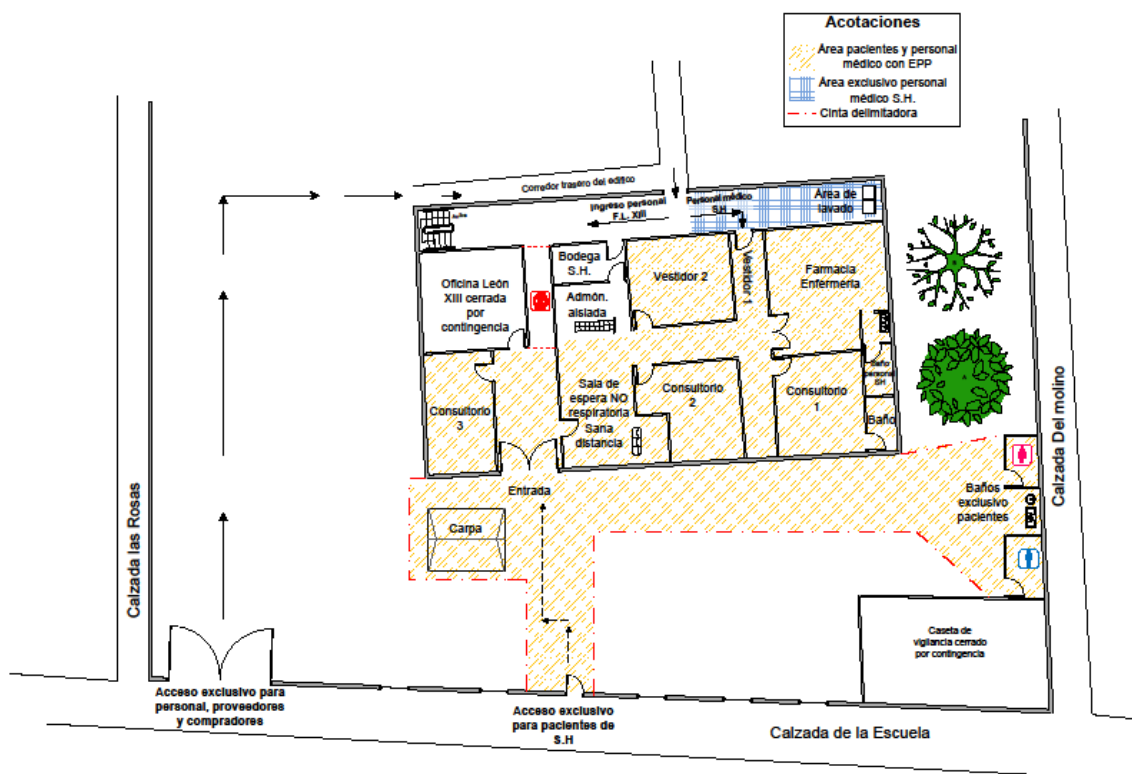 Acotaciones
Área pacientes y personal
médico con EPP
Área exclusivo personal
médico S.H.
Cinta delimitadora
Corredor trasero del edifico
Ingreso personal
F.L. XIII
Personal médico
S.H
Área de
lavado
Bodega
S.H.
Vestidor 2
Vestidor 1
Farmacia
Enfermería
Oficina León
XIII cerrada
por
contingencia
Admón.
aislada
Baño
personal
SH
Consultorio
3
Sala de
espera NO
respiratoria
Sana
distancia
Consultorio
2
Consultorio
1
Baño
Entrada
Carpa
Baños
exclusivo
pacientes
Calzada las Rosas
Calzada Del molino
Caseta de
vigilancia cerrado
por contingencia
Acceso exclusivo para
personal, proveedores
y compradores
Acceso exclusivo
para pacientes de
S.H
Calzada de la Escuela